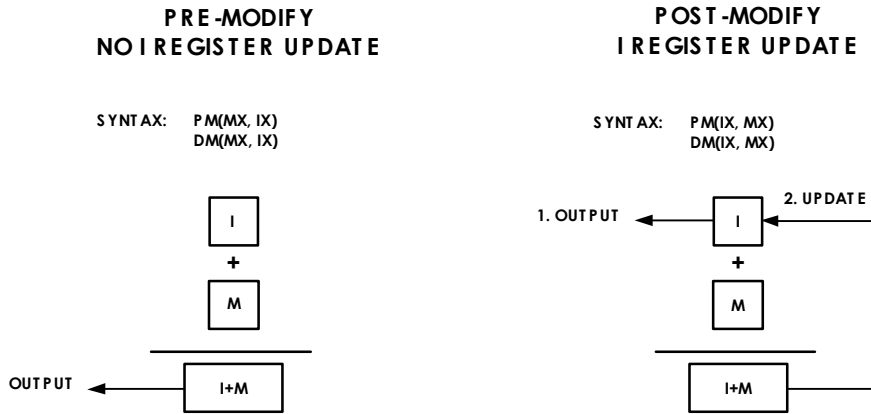 PRE-MODIFY
NO I REGISTER UPDATE
SYNTAX: PM(MX, IX)
DM(MX, IX)
I
+
M
OUTPUT
I+M
POST-MODIFY
I REGISTER UPDATE
SYNTAX: PM(IX, MX)
DM(IX, MX)
1. OUTPUT
I
2. UPDATE
+
M
I+M